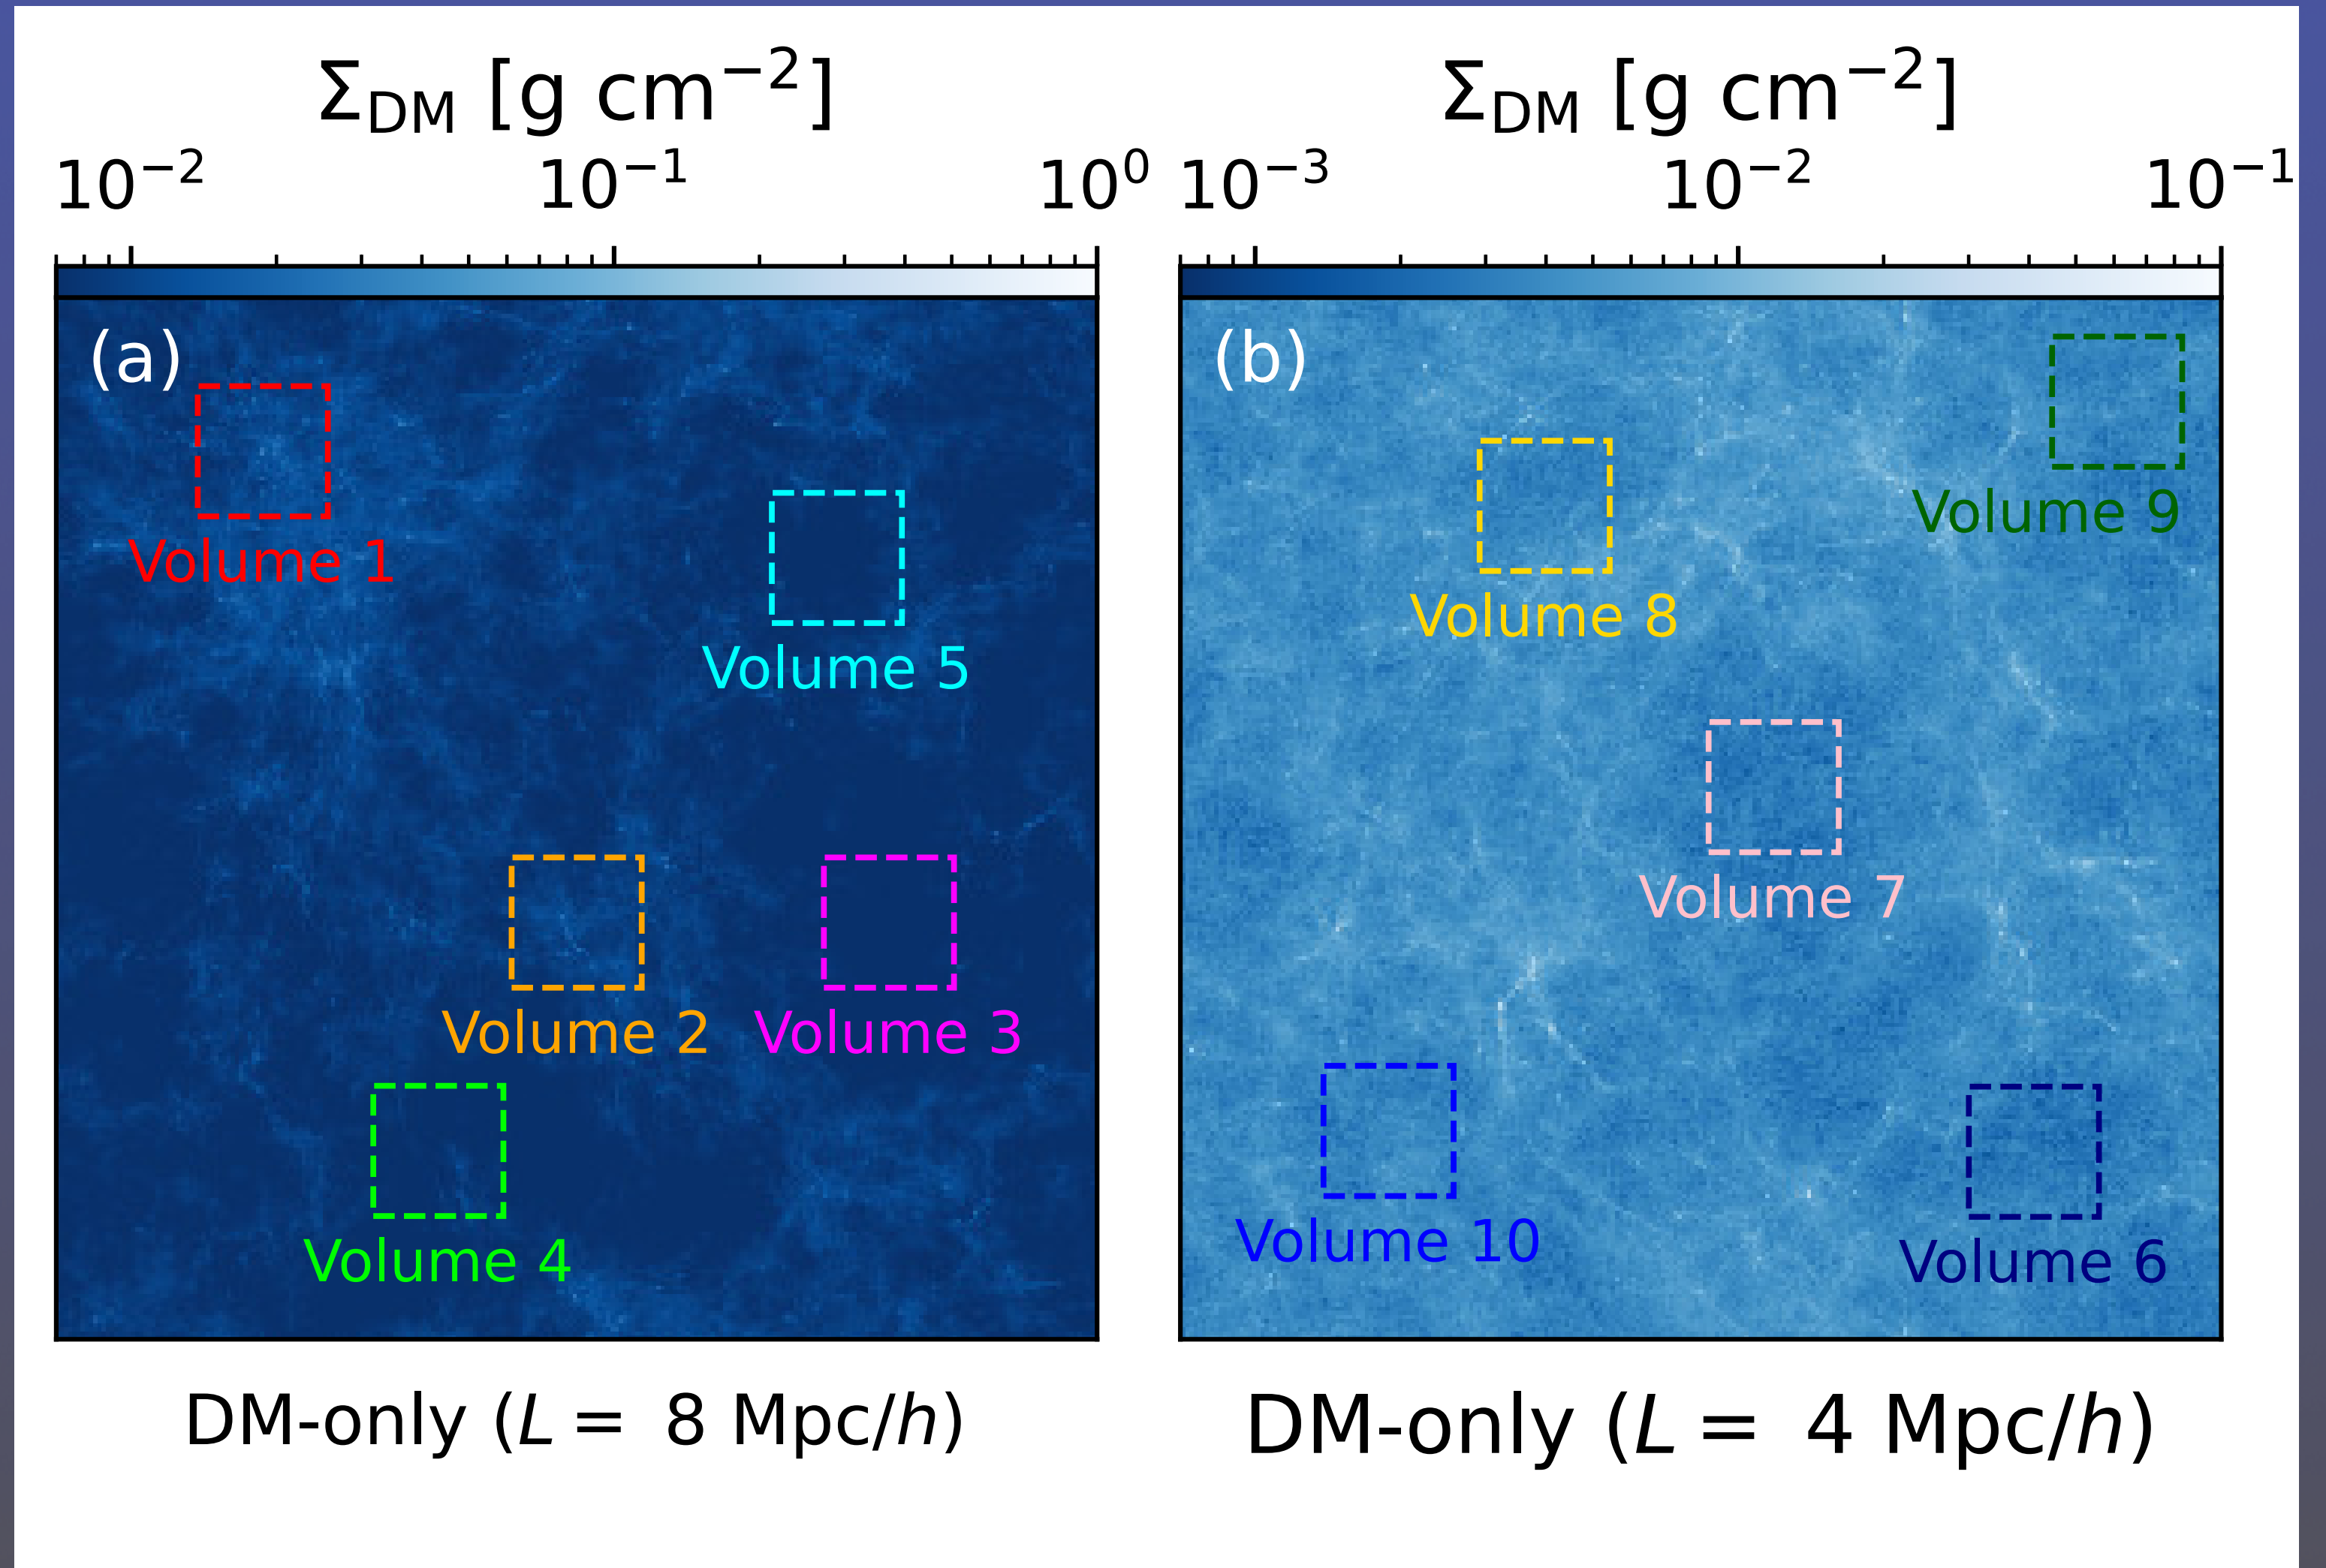 Σ_DM [g cm⁻²]
10⁻² 10⁻¹ 10⁰
(a)
Volume 1
Volume 5
Volume 2
Volume 3
Volume 4
DM-only (L = 8 Mpc/h)
Σ_DM [g cm⁻²]
10⁻³ 10⁻² 10⁻¹
(b)
Volume 9
Volume 8
Volume 7
Volume 10
Volume 6
DM-only (L = 4 Mpc/h)